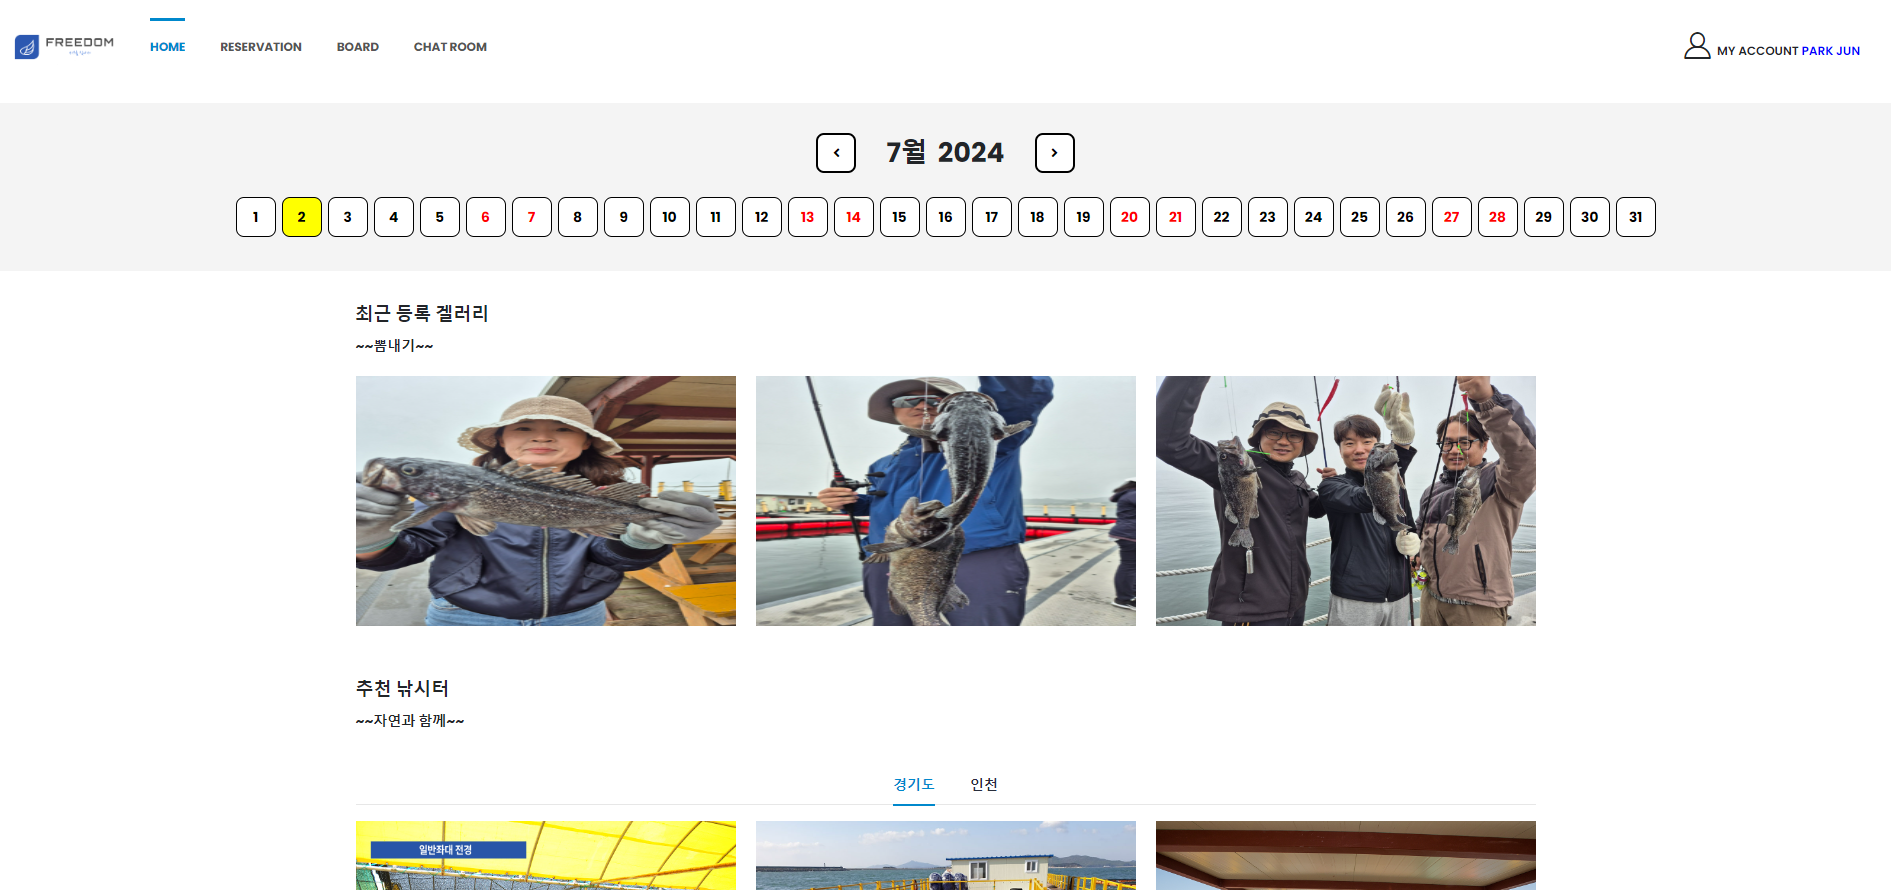 FREEDOM
HOME
RESERVATION
BOARD
CHAT ROOM
MY ACCOUNT PARK JUN
7월 2024
1 2 3 4 5 6 7 8 9 10 11 12 13 14 15 16 17 18 19 20 21 22 23 24 25 26 27 28 29 30 31
최근 등록 겔러리
~~뽐내기~~
추천 낚시터
~~자연과 함께~~
경기도
인천
일반좌대 전경